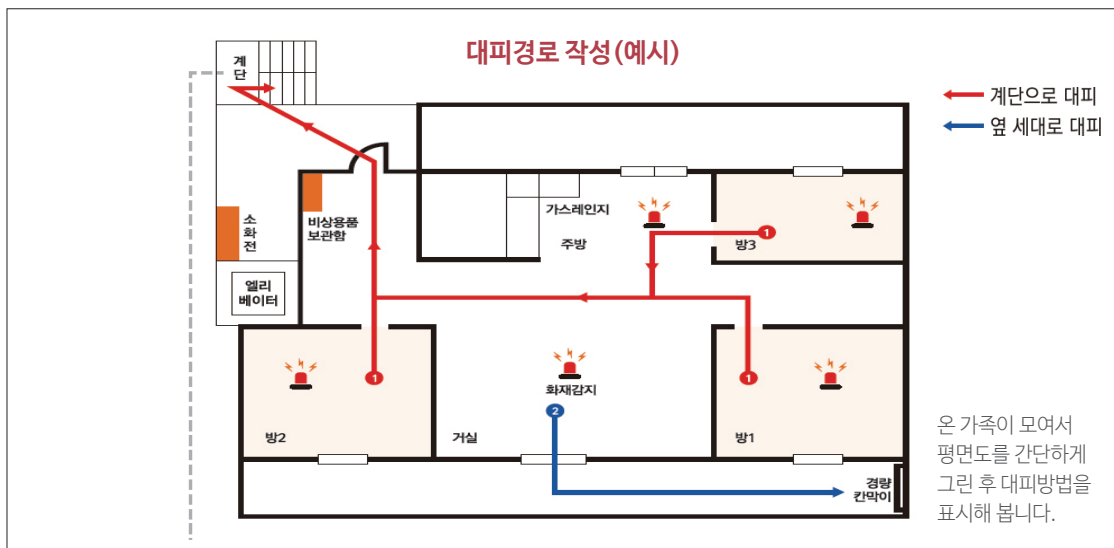 대피경로 작성(예시)
계단으로 대피
옆 세대로 대피
계
단
소
화
전
비상용품
보관함
엘리
베이터
가스레인지
주방
방3
1
1
1
방2
화재감지
2
거실
방1
경량
칸막이
온 가족이 모여서
평면도를 간단하게
그린 후 대피방법을
표시해 봅니다.